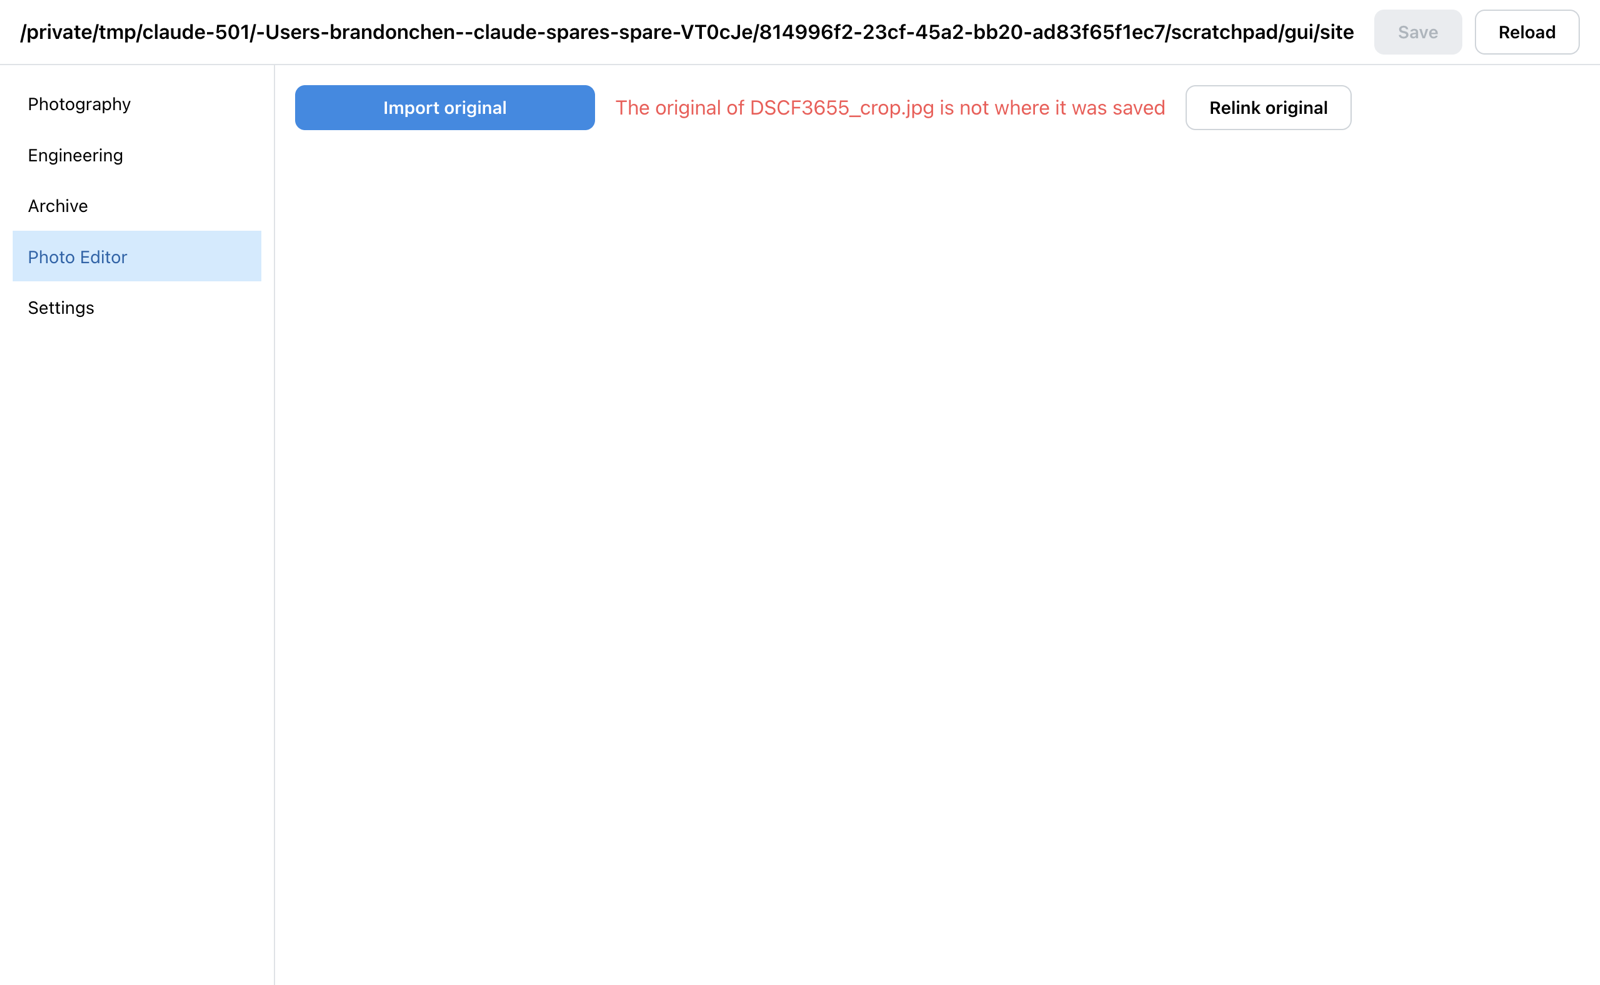 /private/tmp/claude-501/-Users-brandonchen--claude-spares-spare-VT0cJe/814996f2-23cf-45a2-bb20-ad83f65f1ec7/scratchpad/gui/site
Save
Reload
Photography
Engineering
Archive
Photo Editor
Settings
Import original
The original of DSCF3655_crop.jpg is not where it was saved
Relink original